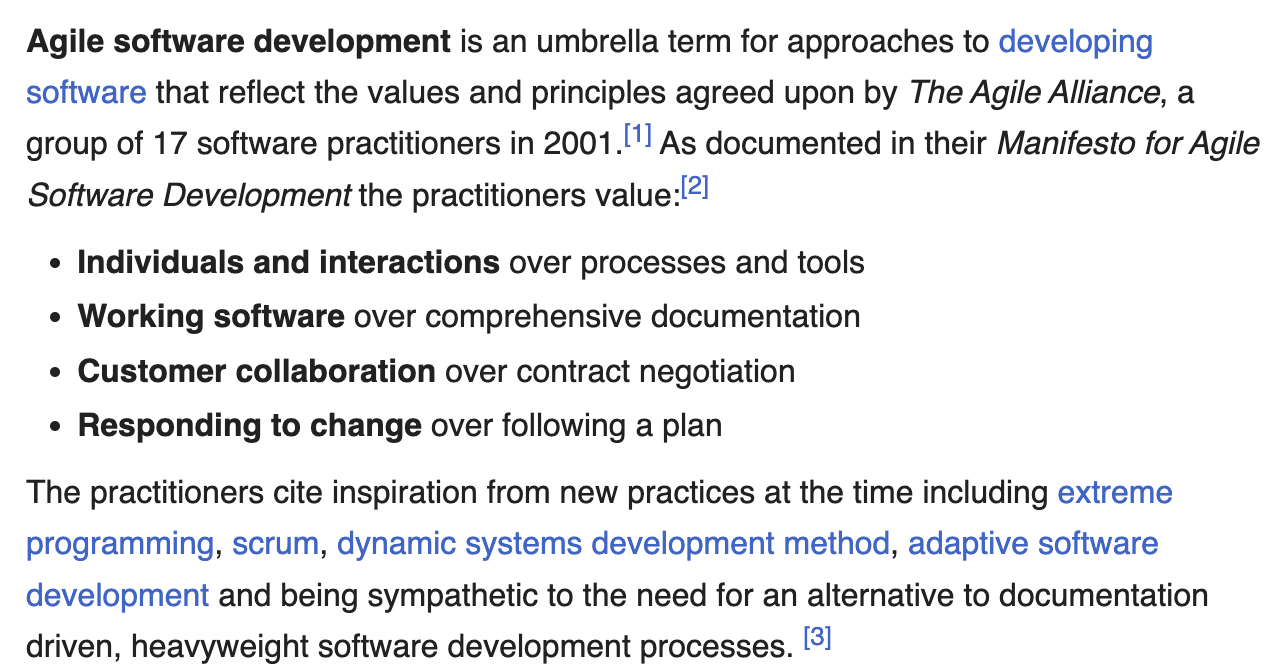 Agile software development is an umbrella term for approaches to developing
software that reflect the values and principles agreed upon by The Agile Alliance, a
group of 17 software practitioners in 2001.[1] As documented in their Manifesto for Agile
Software Development the practitioners value:[2]
• Individuals and interactions over processes and tools
• Working software over comprehensive documentation
• Customer collaboration over contract negotiation
• Responding to change over following a plan
The practitioners cite inspiration from new practices at the time including extreme
programming, scrum, dynamic systems development method, adaptive software
development and being sympathetic to the need for an alternative to documentation
driven, heavyweight software development processes. [3]